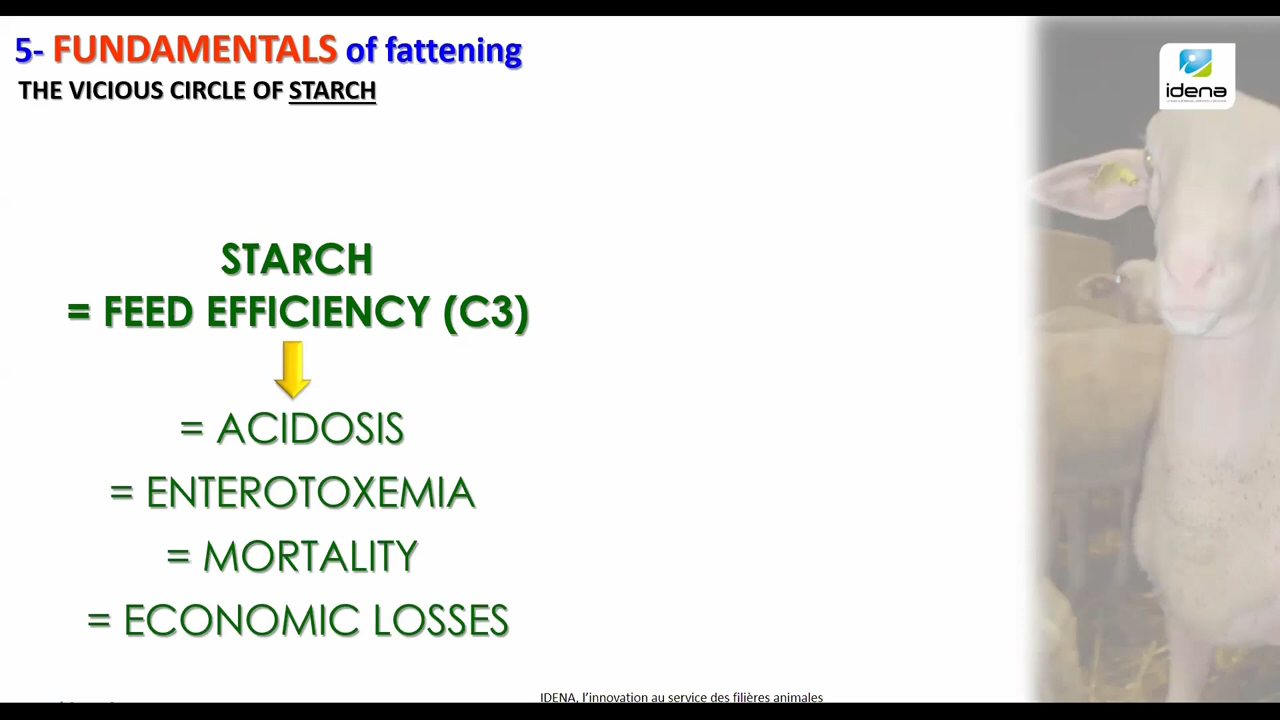 5- FUNDAMENTALS of fattening
THE VICIOUS CIRCLE OF STARCH
idena
STARCH
= FEED EFFICIENCY (C3)
= ACIDOSIS
= ENTEROTOXEMIA
= MORTALITY
= ECONOMIC LOSSES
IDENA, l'innovation au service des filières animales